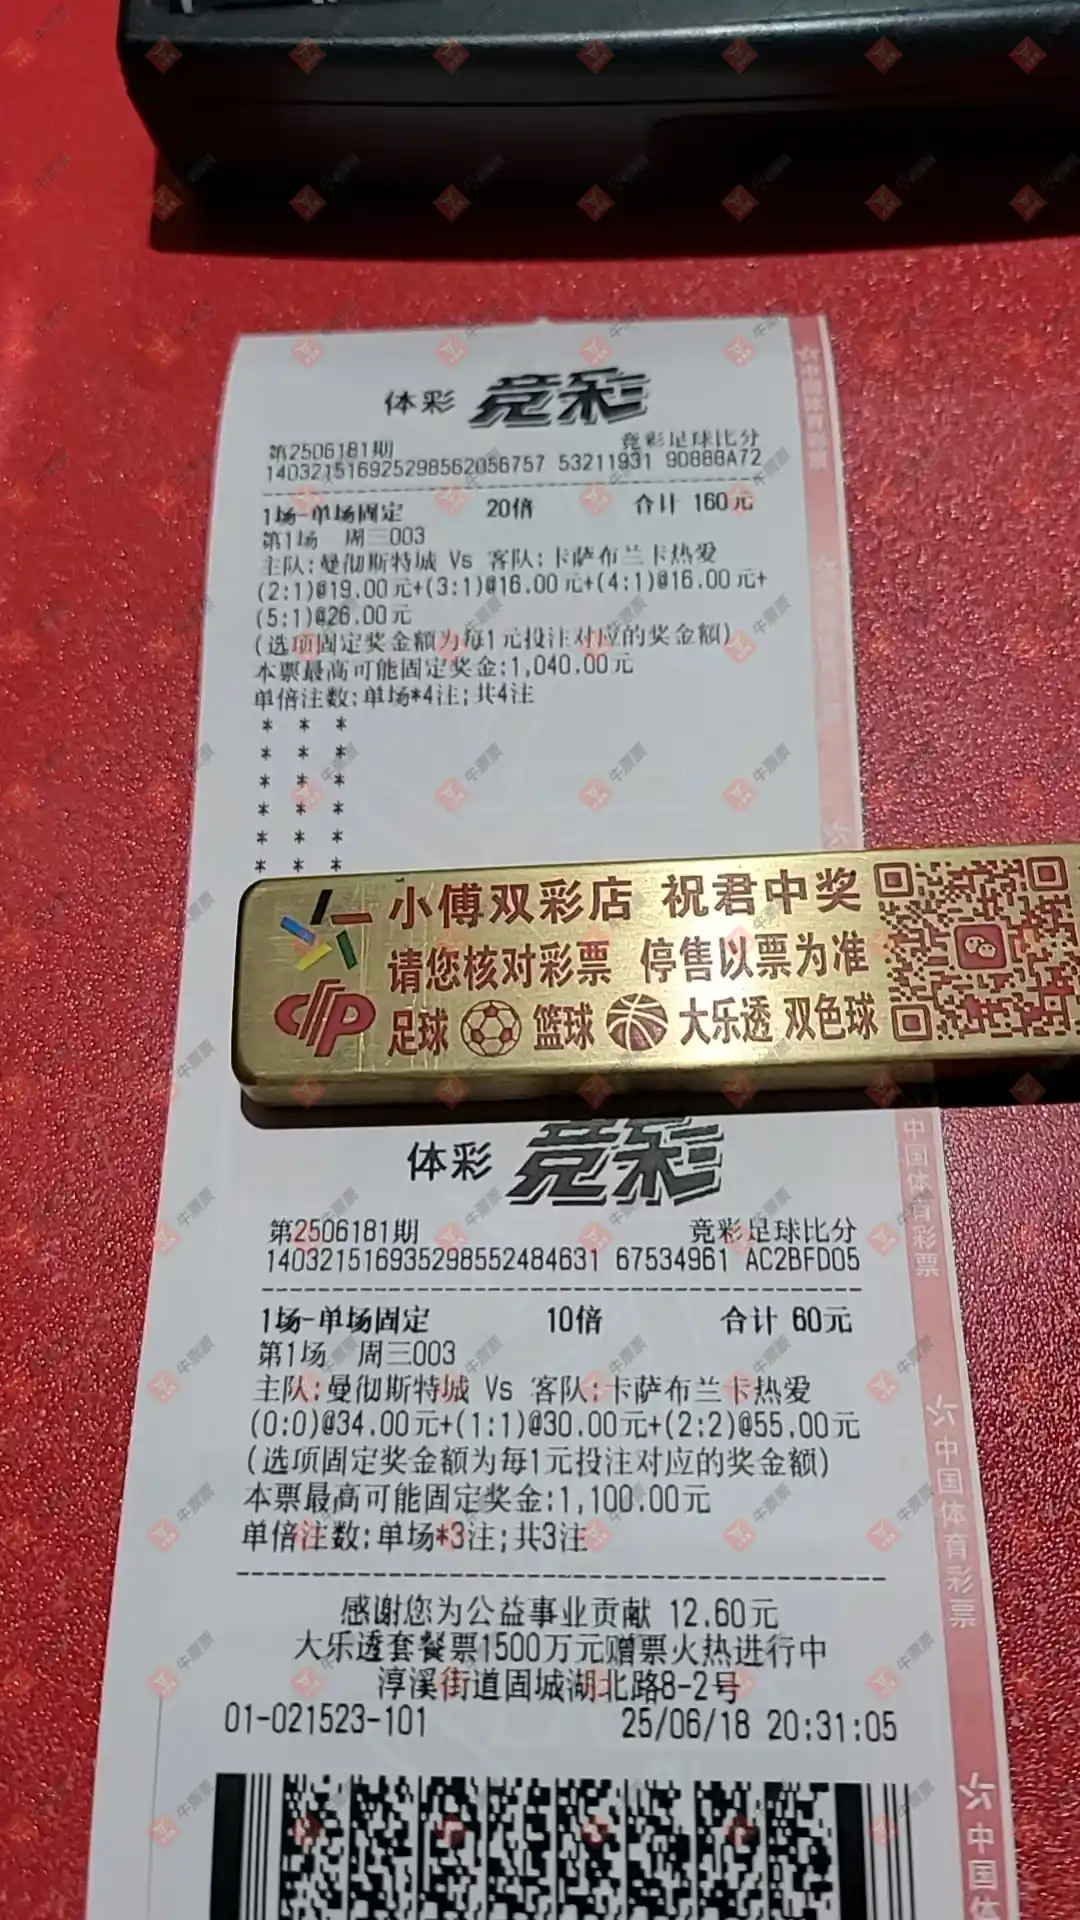 体彩 竞彩
第2506181期 竞彩足球比分
140321516925298562056757 53211931 9D888A72
1场-单场固定 20倍 合计 160元
第1场 周三003
主队:曼彻斯特城 Vs 客队:卡萨布兰卡热爱
(2:1)@19.00元+(3:1)@16.00元+(4:1)@16.00元+
(5:1)@26.00元
(选项固定奖金额为每1元投注对应的奖金额)
本票最高可能固定奖金:1,040.00元
单倍注数:单场*4注;共4注
* * *
* * *
* * *
* * *
* * *
* * *
小傅双彩店 祝君中奖
请您核对彩票 停售以票为准
足球 篮球 大乐透 双色球
体彩 竞彩
第2506181期 竞彩足球比分
140321516935298552484631 67534961 AC2BFD05
1场-单场固定 10倍 合计 60元
第1场 周三003
主队:曼彻斯特城 Vs 客队:卡萨布兰卡热爱
(0:0)@34.00元+(1:1)@30.00元+(2:2)@55.00元
(选项固定奖金额为每1元投注对应的奖金额)
本票最高可能固定奖金:1,100.00元
单倍注数:单场*3注;共3注
感谢您为公益事业贡献 12.60元
大乐透套餐票1500万元赠票火热进行中
淳溪街道固城湖北路8-2号
01-021523-101 25/06/18 20:31:05
中国体育彩票
中国体育彩票
中国体
牛票票